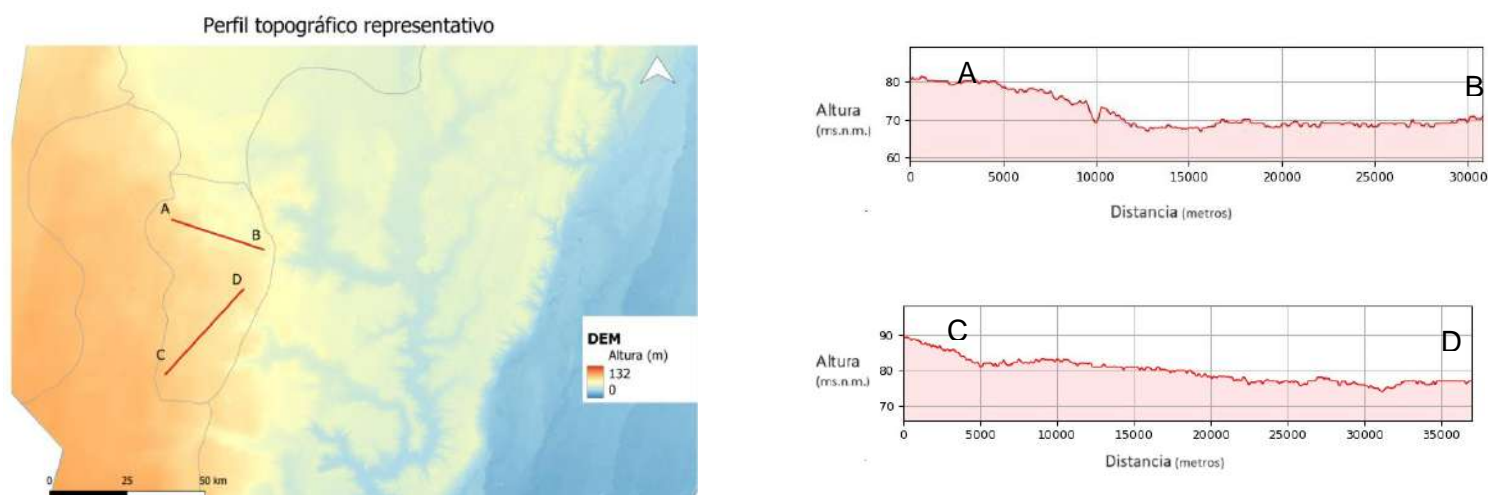 Perfil topográfico representativo
A
B
D
C
DEM
Altura (m)
132
0
0
25
50 km
A
B
80
70
60
Altura
(ms.n.m.)
0
5000
10000
15000
20000
25000
30000
Distancia (metros)
C
D
90
80
70
Altura
(ms.n.m.)
0
5000
10000
15000
20000
25000
30000
35000
Distancia (metros)